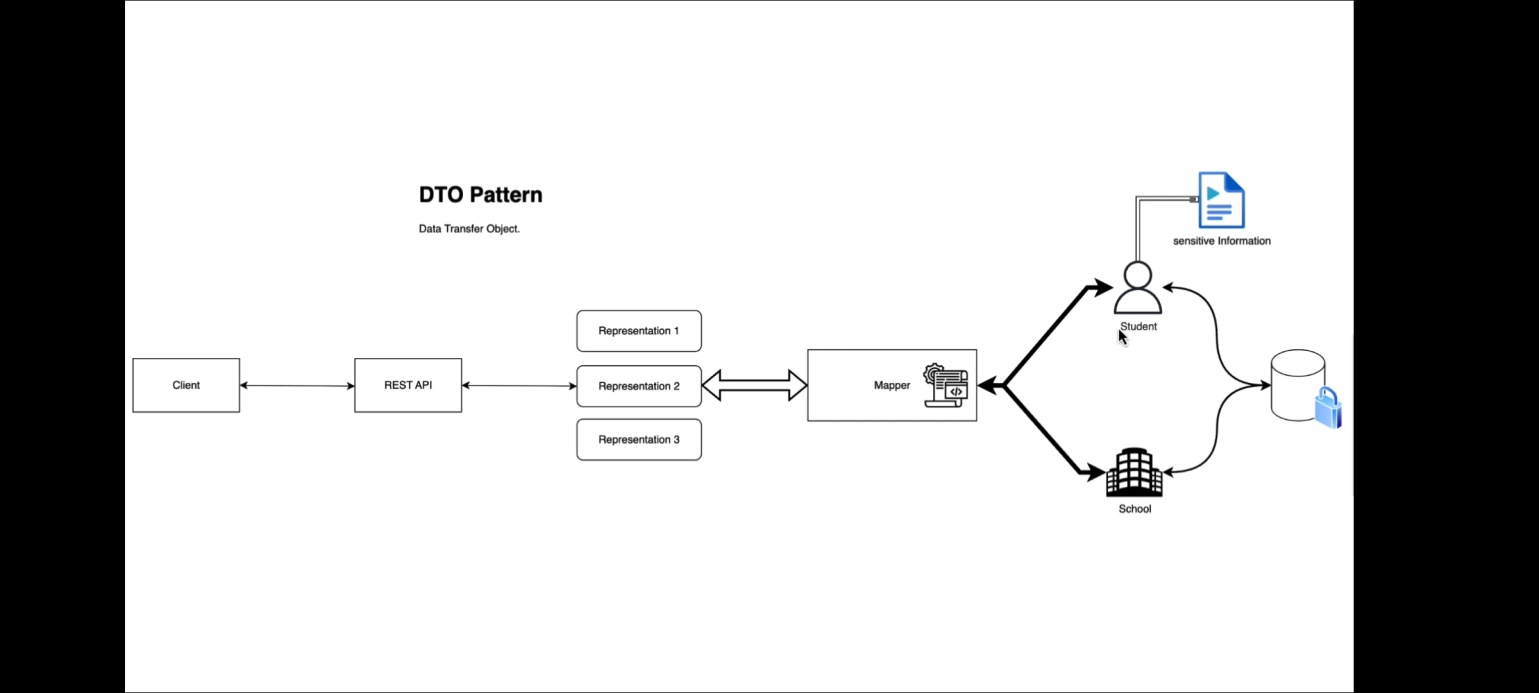 DTO Pattern
Data Transfer Object.
sensitive Information
Student
Representation 1
Client
REST API
Representation 2
Mapper
</>
Representation 3
School